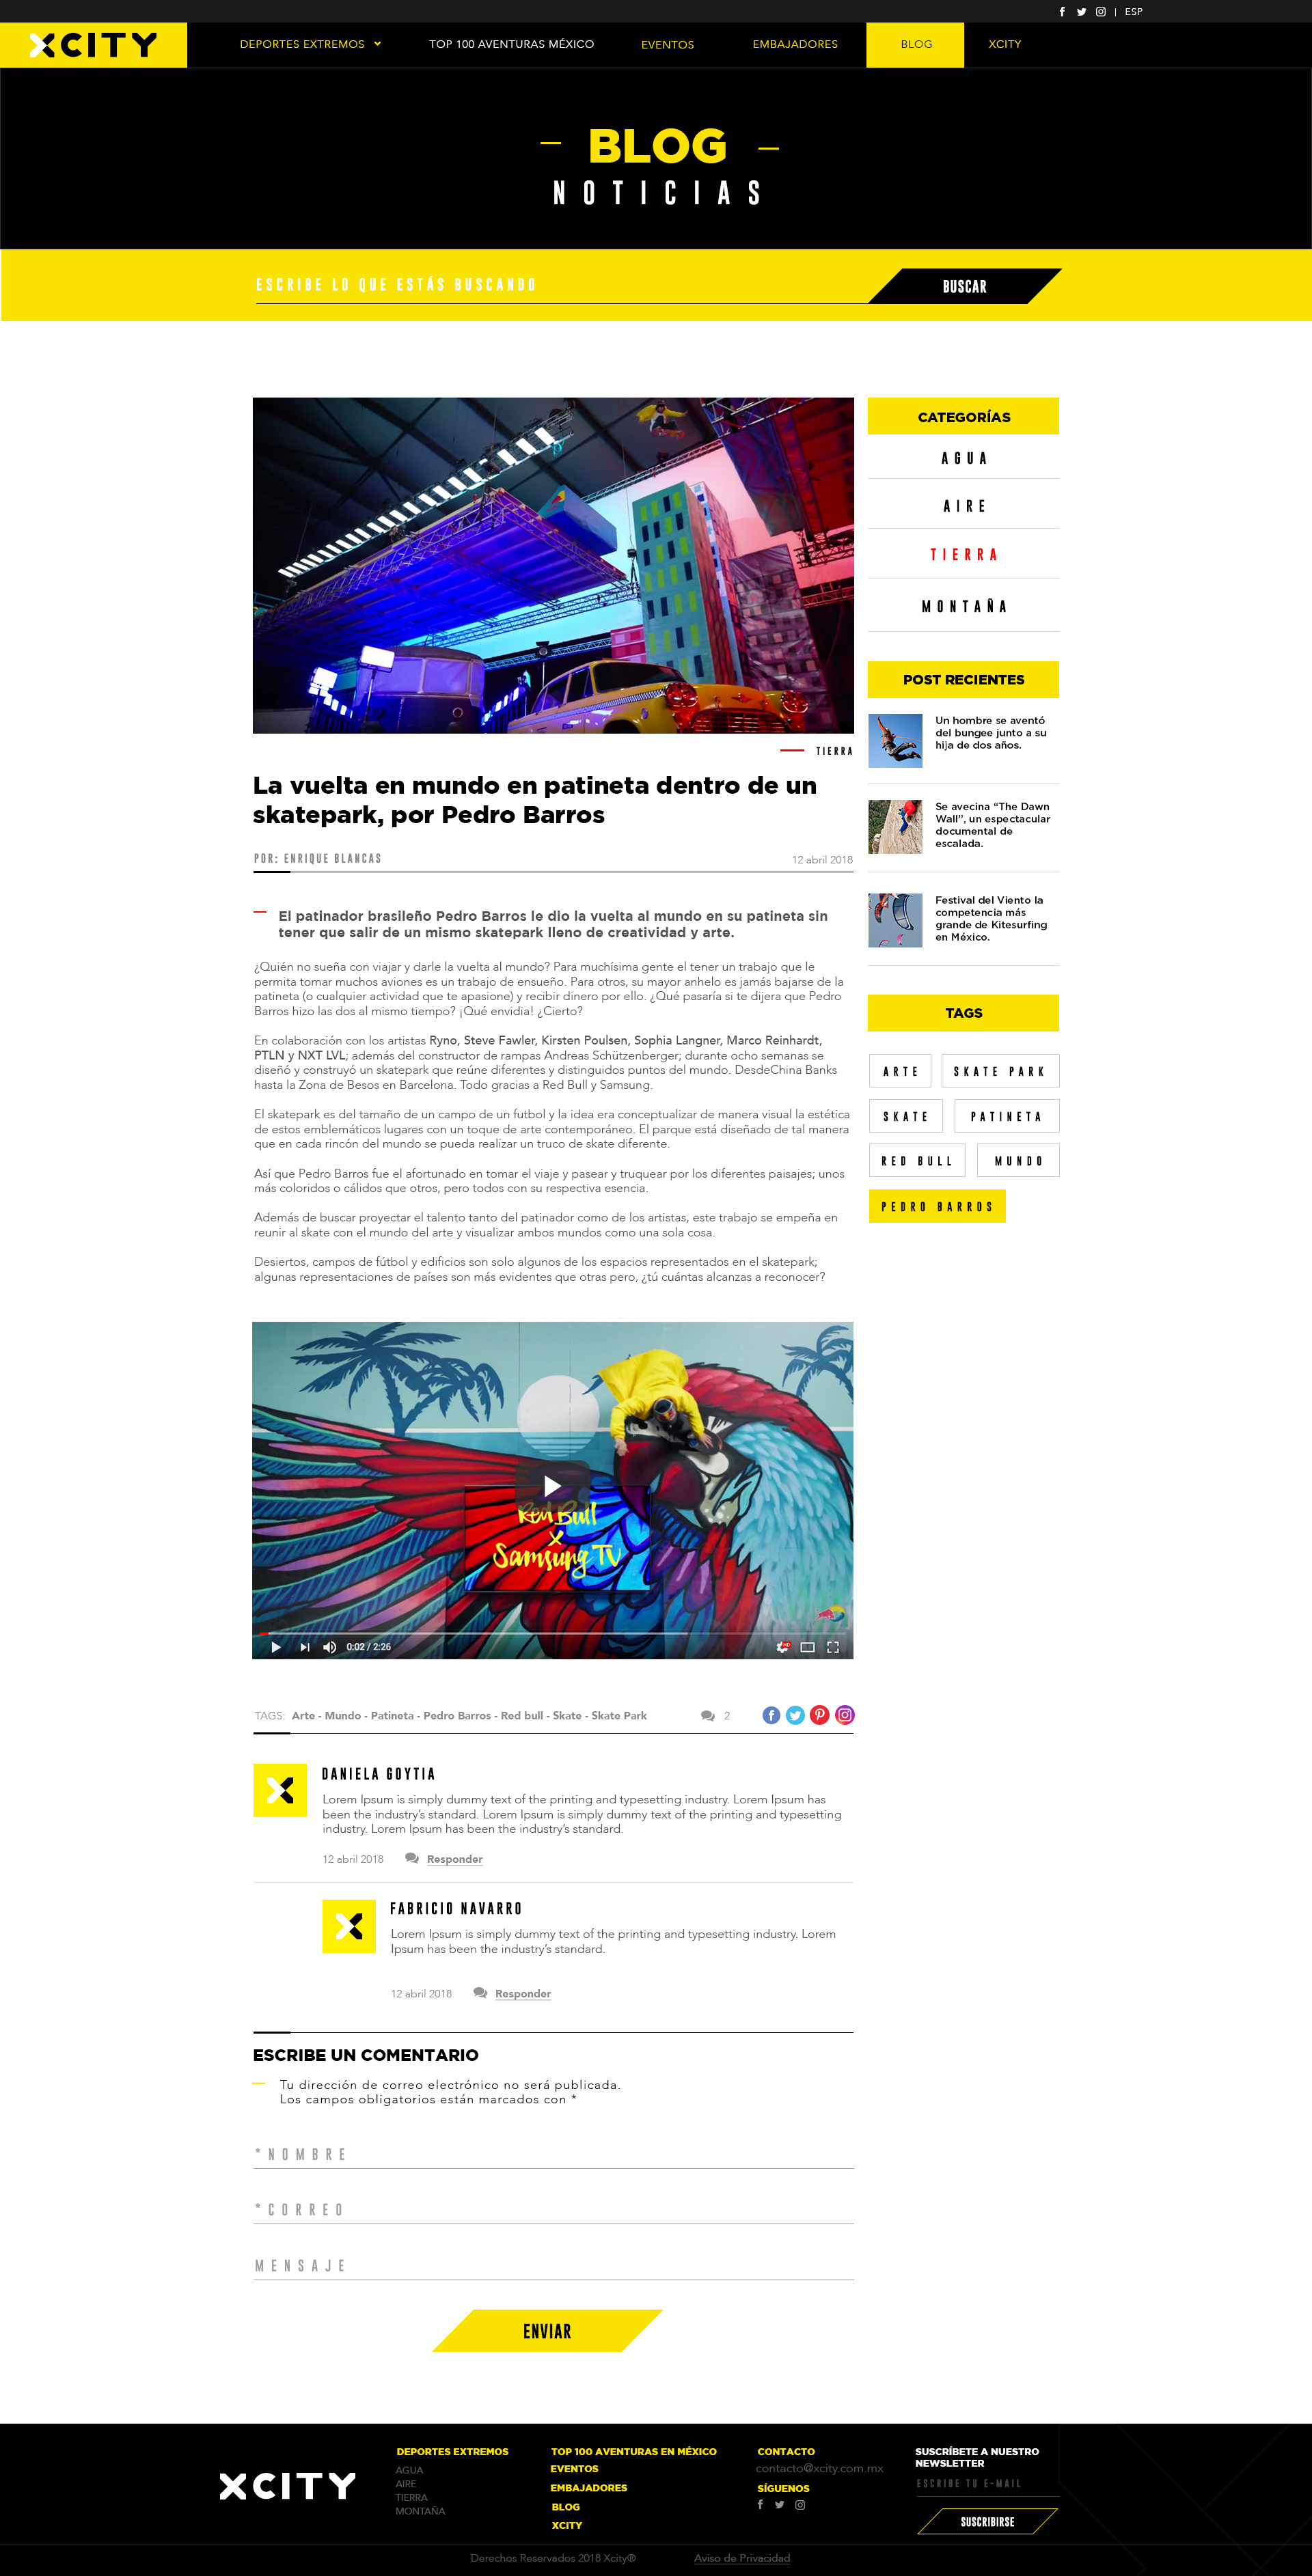 ESP
XCITY
DEPORTES EXTREMOS
TOP 100 AVENTURAS MÉXICO
EVENTOS
EMBAJADORES
BLOG
XCITY
BLOG
NOTICIAS
ESCRIBE LO QUE ESTÁS BUSCANDO
BUSCAR
TIERRA
La vuelta en mundo en patineta dentro de un
skatepark, por Pedro Barros
POR: ENRIQUE BLANCAS
12 abril 2018
El patinador brasileño Pedro Barros le dio la vuelta al mundo en su patineta sin
tener que salir de un mismo skatepark lleno de creatividad y arte.
¿Quién no sueña con viajar y darle la vuelta al mundo? Para muchísima gente el tener un trabajo que le
permita tomar muchos aviones es un trabajo de ensueño. Para otros, su mayor anhelo es jamás bajarse de la
patineta (o cualquier actividad que te apasione) y recibir dinero por ello. ¿Qué pasaría si te dijera que Pedro
Barros hizo las dos al mismo tiempo? ¡Qué envidia! ¿Cierto?
En colaboración con los artistas Ryno, Steve Fawler, Kirsten Poulsen, Sophia Langner, Marco Reinhardt,
PTLN y NXT LVL; además del constructor de rampas Andreas Schützenberger; durante ocho semanas se
diseñó y construyó un skatepark que reúne diferentes y distinguidos puntos del mundo. DesdeChina Banks
hasta la Zona de Besos en Barcelona. Todo gracias a Red Bull y Samsung.
El skatepark es del tamaño de un campo de un futbol y la idea era conceptualizar de manera visual la estética
de estos emblemáticos lugares con un toque de arte contemporáneo. El parque está diseñado de tal manera
que en cada rincón del mundo se pueda realizar un truco de skate diferente.
Así que Pedro Barros fue el afortunado en tomar el viaje y pasear y truquear por los diferentes paisajes; unos
más coloridos o cálidos que otros, pero todos con su respectiva esencia.
Además de buscar proyectar el talento tanto del patinador como de los artistas, este trabajo se empeña en
reunir al skate con el mundo del arte y visualizar ambos mundos como una sola cosa.
Desiertos, campos de fútbol y edificios son solo algunos de los espacios representados en el skatepark;
algunas representaciones de países son más evidentes que otras pero, ¿tú cuántas alcanzas a reconocer?
Red Bull
x
Samsung TV
0:02 / 2:26
HD
TAGS: Arte - Mundo - Patineta - Pedro Barros - Red bull - Skate - Skate Park
2
DANIELA GOYTIA
Lorem Ipsum is simply dummy text of the printing and typesetting industry. Lorem Ipsum has
been the industry's standard. Lorem Ipsum is simply dummy text of the printing and typesetting
industry. Lorem Ipsum has been the industry's standard.
12 abril 2018
Responder
FABRICIO NAVARRO
Lorem Ipsum is simply dummy text of the printing and typesetting industry. Lorem
Ipsum has been the industry's standard.
12 abril 2018
Responder
ESCRIBE UN COMENTARIO
Tu dirección de correo electrónico no será publicada.
Los campos obligatorios están marcados con *
*NOMBRE
*CORREO
MENSAJE
ENVIAR
CATEGORÍAS
AGUA
AIRE
TIERRA
MONTAÑA
POST RECIENTES
Un hombre se aventó
del bungee junto a su
hija de dos años.
Se avecina “The Dawn
Wall”, un espectacular
documental de
escalada.
Festival del Viento la
competencia más
grande de Kitesurfing
en México.
TAGS
ARTE
SKATE PARK
SKATE
PATINETA
RED BULL
MUNDO
PEDRO BARROS
XCITY
DEPORTES EXTREMOS
AGUA
AIRE
TIERRA
MONTAÑA
TOP 100 AVENTURAS EN MÉXICO
EVENTOS
EMBAJADORES
BLOG
XCITY
CONTACTO
contacto@xcity.com.mx
SÍGUENOS
SUSCRÍBETE A NUESTRO
NEWSLETTER
ESCRIBE TU E-MAIL
SUSCRIBIRSE
Derechos Reservados 2018 Xcity®
Aviso de Privacidad